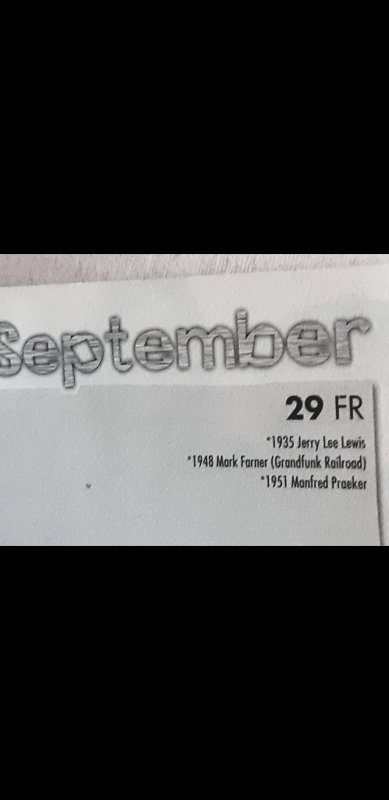 September
29 FR
*1935 Jerry Lee Lewis
*1948 Mark Farner (Grandfunk Railroad)
*1951 Manfred Praeker